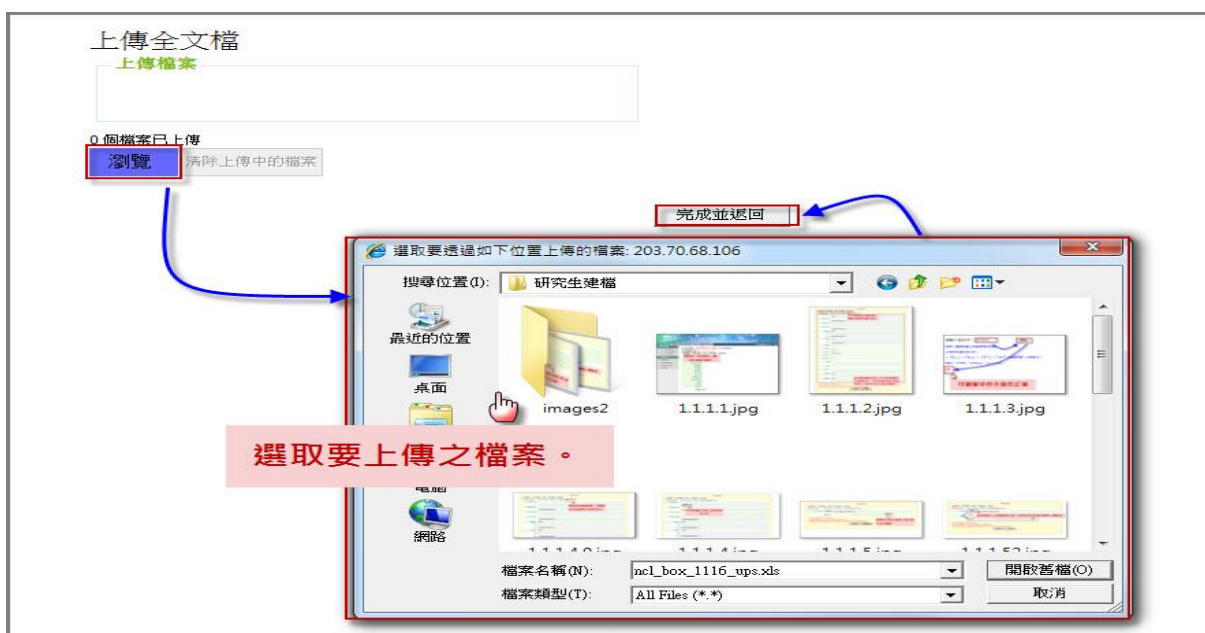 上傳全文檔
上傳檔案
0 個檔案已上傳
瀏覽 清除上傳中的檔案
完成並返回
選取要透過如下位置上傳的檔案: 203.70.68.106
搜尋位置(I): 研究生建檔
最近的位置
桌面
images2 1.1.1.1.jpg 1.1.1.2.jpg 1.1.1.3.jpg
選取要上傳之檔案。
電腦
網路
檔案名稱(N): ncl_box_1116_ups.xls 開啟舊檔(O)
檔案類型(T): All Files (*.*) 取消